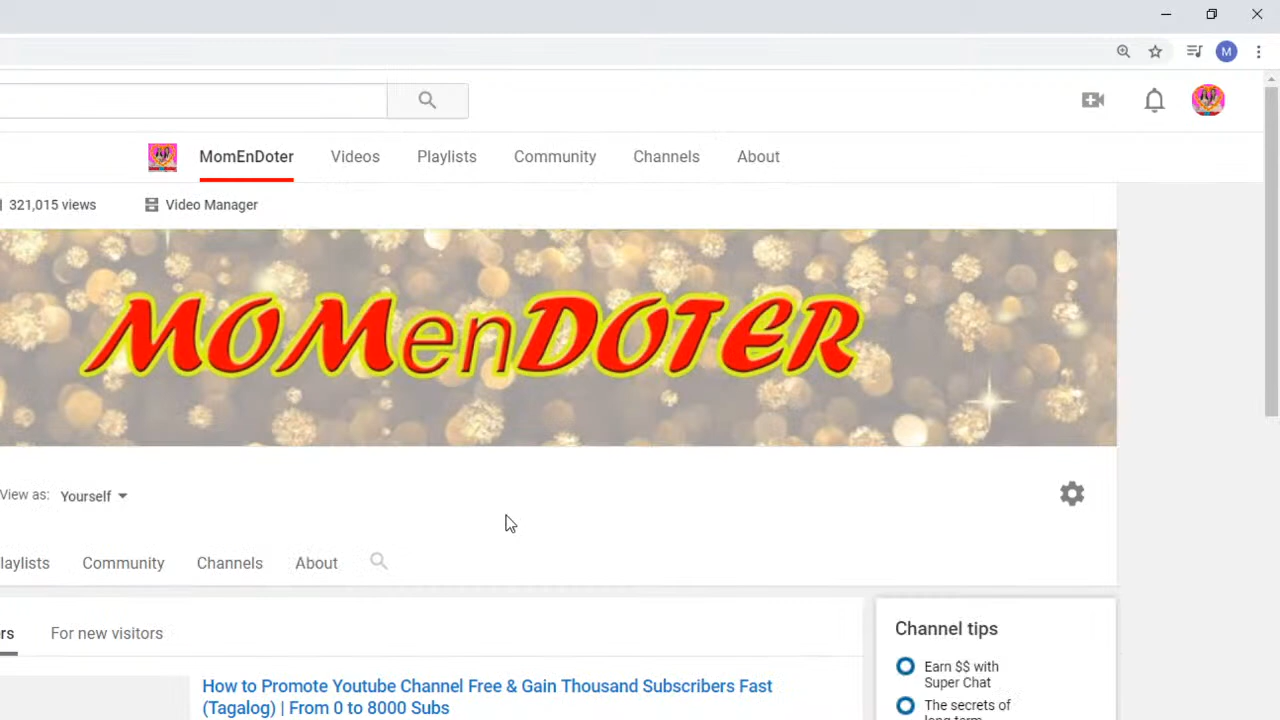 M
MomEnDoter Videos Playlists Community Channels About
321,015 views Video Manager
MOMenDOTER
View as: Yourself
laylists Community Channels About
rs For new visitors
Channel tips
Earn $$ with
Super Chat
How to Promote Youtube Channel Free & Gain Thousand Subscribers Fast
(Tagalog) | From 0 to 8000 Subs
The secrets of
long term